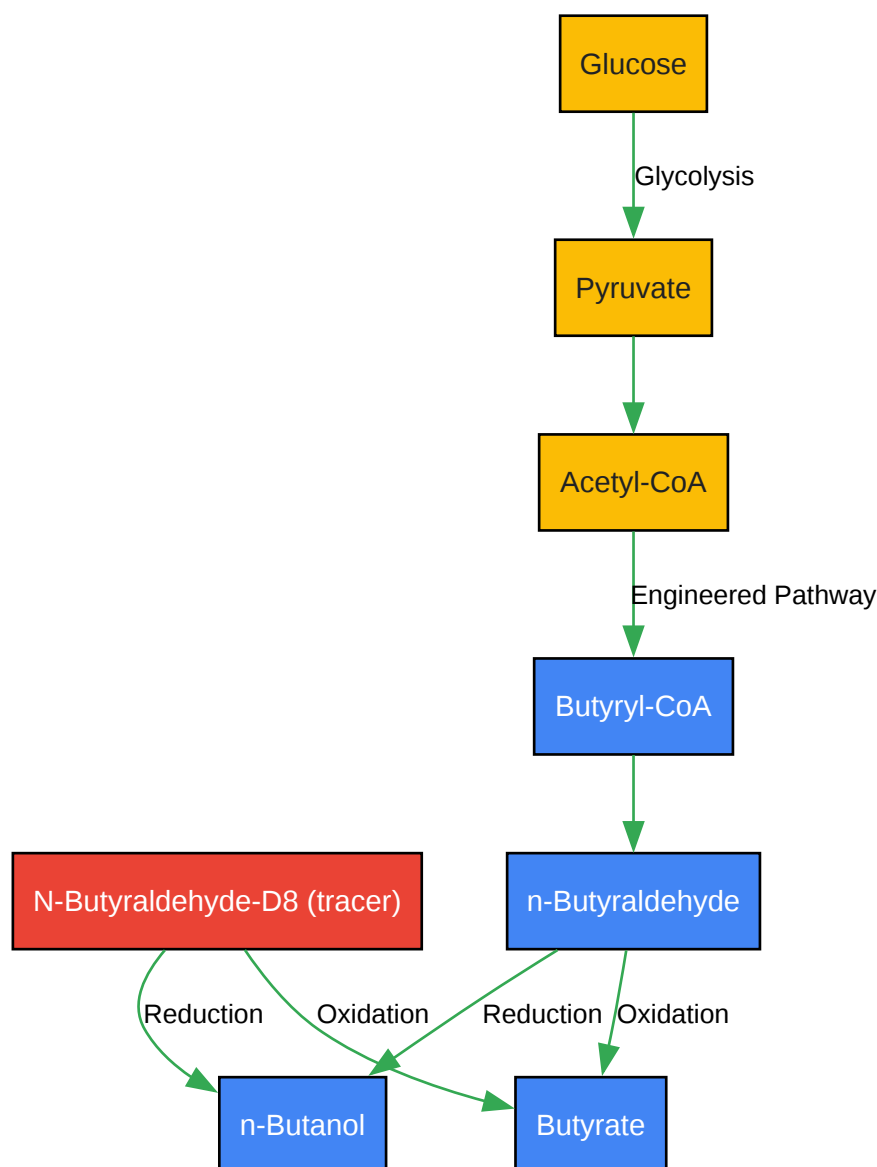 Glucose
Glycolysis
Pyruvate
Acetyl-CoA
Engineered Pathway
Butyryl-CoA
N-Butyraldehyde-D8 (tracer)
n-Butyraldehyde
Reduction
Oxidation
Reduction
Oxidation
n-Butanol
Butyrate